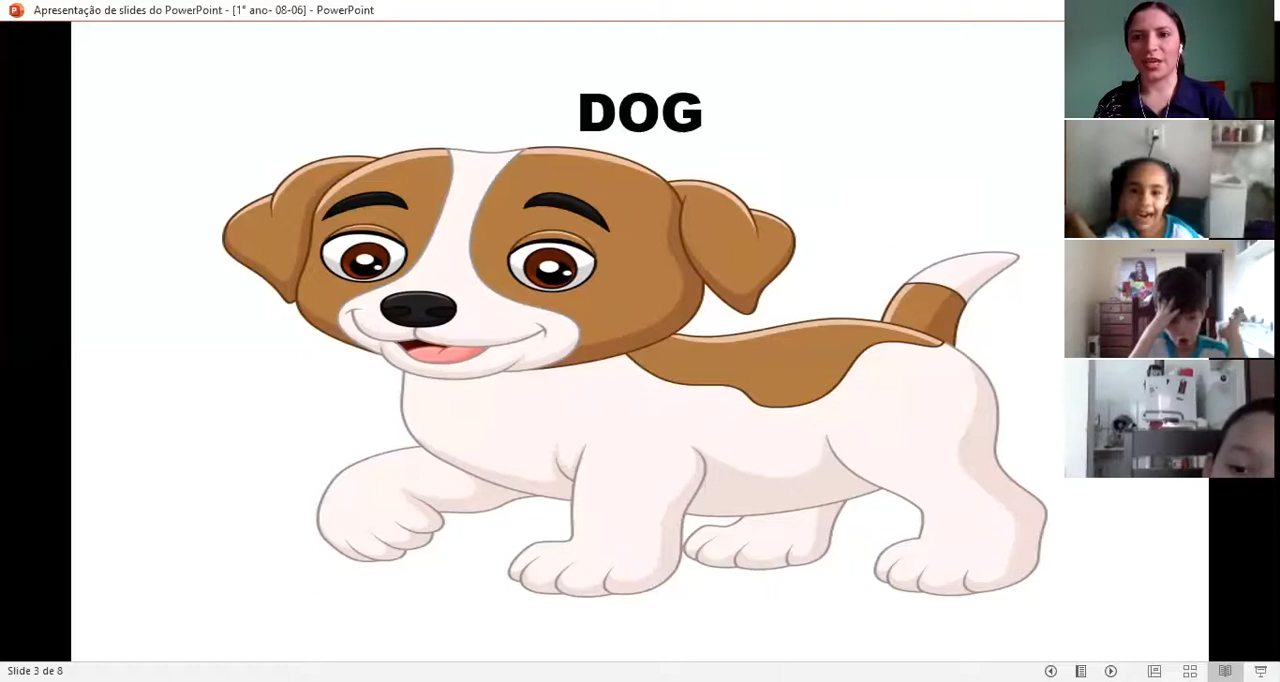 Apresentação de slides do PowerPoint - [1° ano- 08-06] - PowerPoint
DOG
Slide 3 de 8